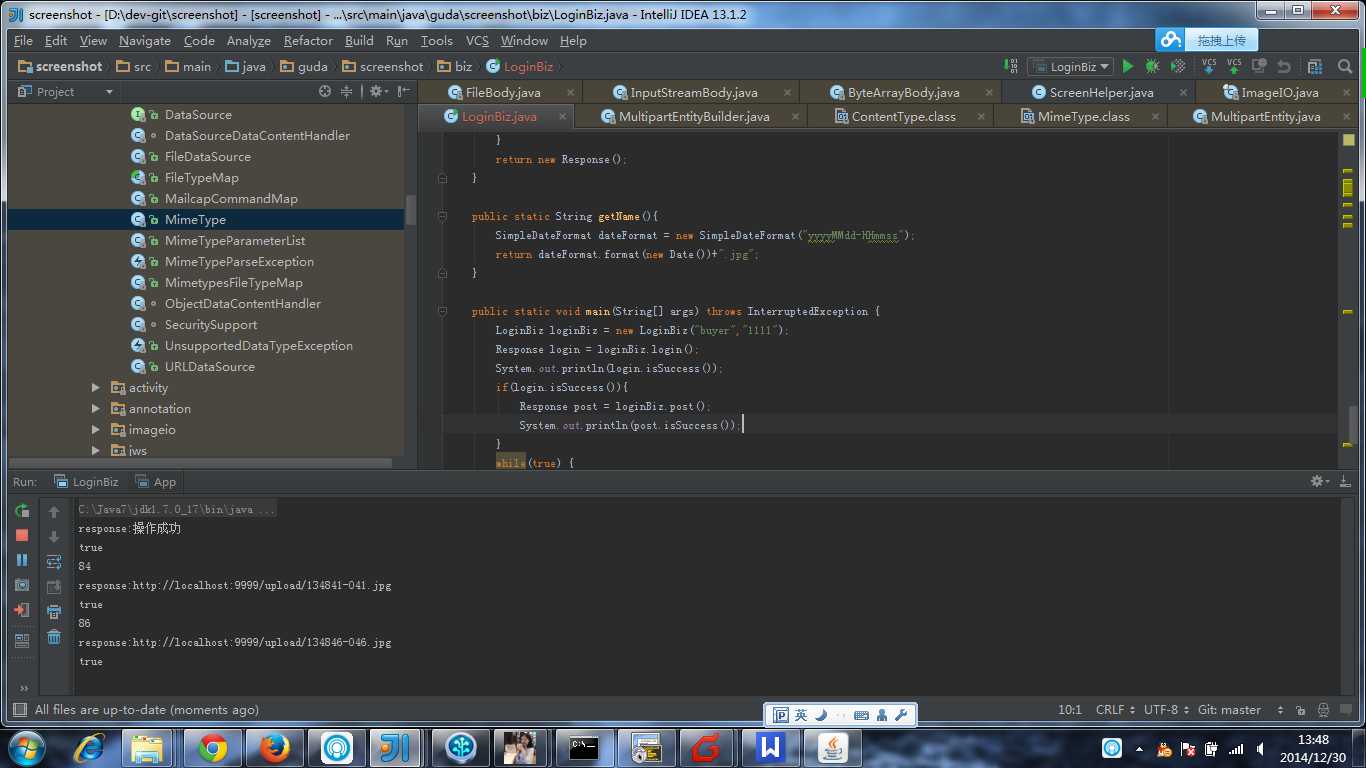 screenshot - [D:\dev-git\screenshot] - [screenshot] - ...\src\main\java\guda\screenshot\biz\LoginBiz.java - IntelliJ IDEA 13.1.2
File Edit View Navigate Code Analyze Refactor Build Run Tools VCS Window Help
拖拽上传
screenshot src main java guda screenshot biz LoginBiz
LoginBiz
VCS VCS
Project
FileBody.java InputStreamBody.java ByteArrayBody.java ScreenHelper.java ImageIO.java
LoginBiz.java MultipartEntityBuilder.java ContentType.class MimeType.class MultipartEntity.java
DataSource
DataSourceDataContentHandler
FileDataSource
FileTypeMap
MailcapCommandMap
MimeType
MimeTypeParameterList
MimeTypeParseException
MimetypesFileTypeMap
ObjectDataContentHandler
SecuritySupport
UnsupportedDataTypeException
URLDataSource
activity
annotation
imageio
jws
}
return new Response();
}
public static String getName(){
SimpleDateFormat dateFormat = new SimpleDateFormat("yyyyMMdd-HHmmss");
return dateFormat.format(new Date())+".jpg";
}
public static void main(String[] args) throws InterruptedException {
LoginBiz loginBiz = new LoginBiz("buyer","1111");
Response login = loginBiz.login();
System.out.println(login.isSuccess());
if(login.isSuccess()){
Response post = loginBiz.post();
System.out.println(post.isSuccess());
}
while(true) {
Run: LoginBiz App
C:\Java7\jdk1.7.0_17\bin\java ...
response:操作成功
true
84
response:http://localhost:9999/upload/134841-041.jpg
true
86
response:http://localhost:9999/upload/134846-046.jpg
true
All files are up-to-date (moments ago)
英
10:1 CRLF UTF-8 Git: master
13:48
2014/12/30